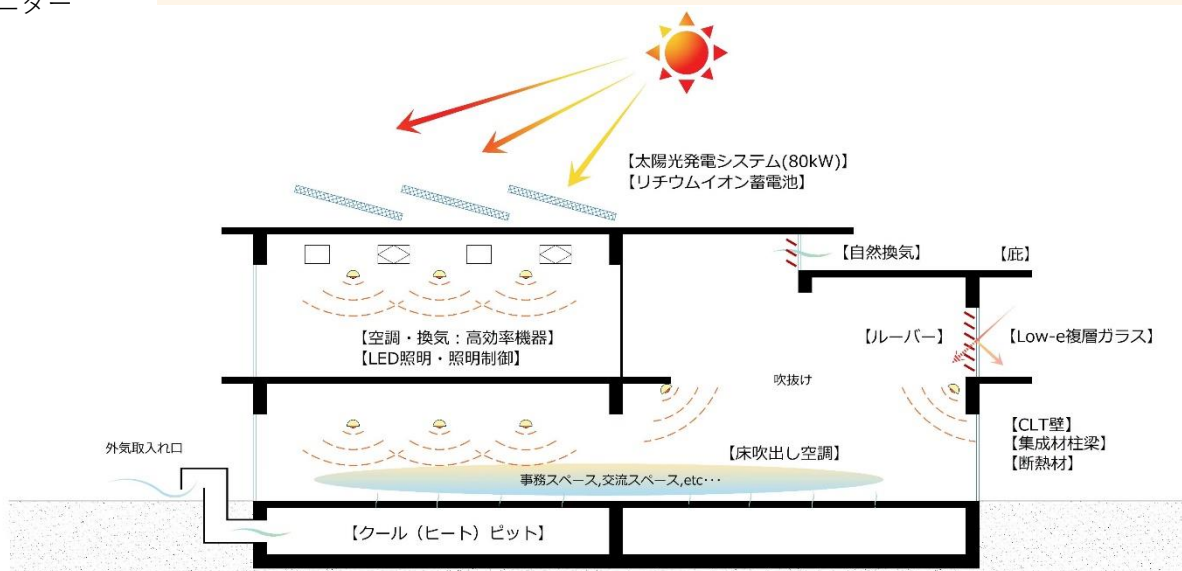 ニター
【太陽光発電システム(80kW)】
【リチウムイオン蓄電池】
【自然換気】
【庇】
【空調・換気:高効率機器】
【LED照明・照明制御】
【ルーバー】
【Low-e複層ガラス】
吹抜け
外気取入れ口
【床吹出し空調】
【CLT壁】
【集成材柱梁】
【断熱材】
事務スペース,交流スペース,etc･･･
【クール（ヒート）ピット】